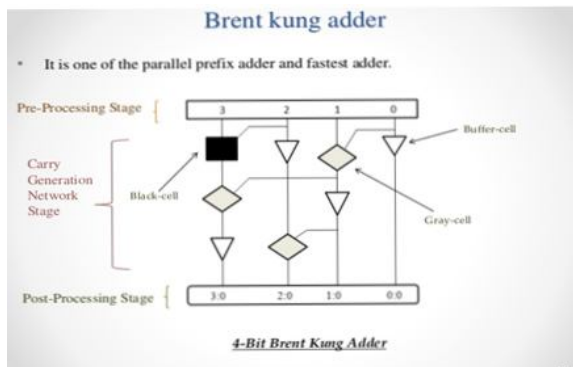 Brent kung adder
• It is one of the parallel prefix adder and fastest adder.
Pre-Processing Stage
3 2 1 0
Buffer-cell
Carry
Generation
Network
Stage
Black-cell
Gray-cell
Post-Processing Stage
3:0 2:0 1:0 0:0
4-Bit Brent Kung Adder